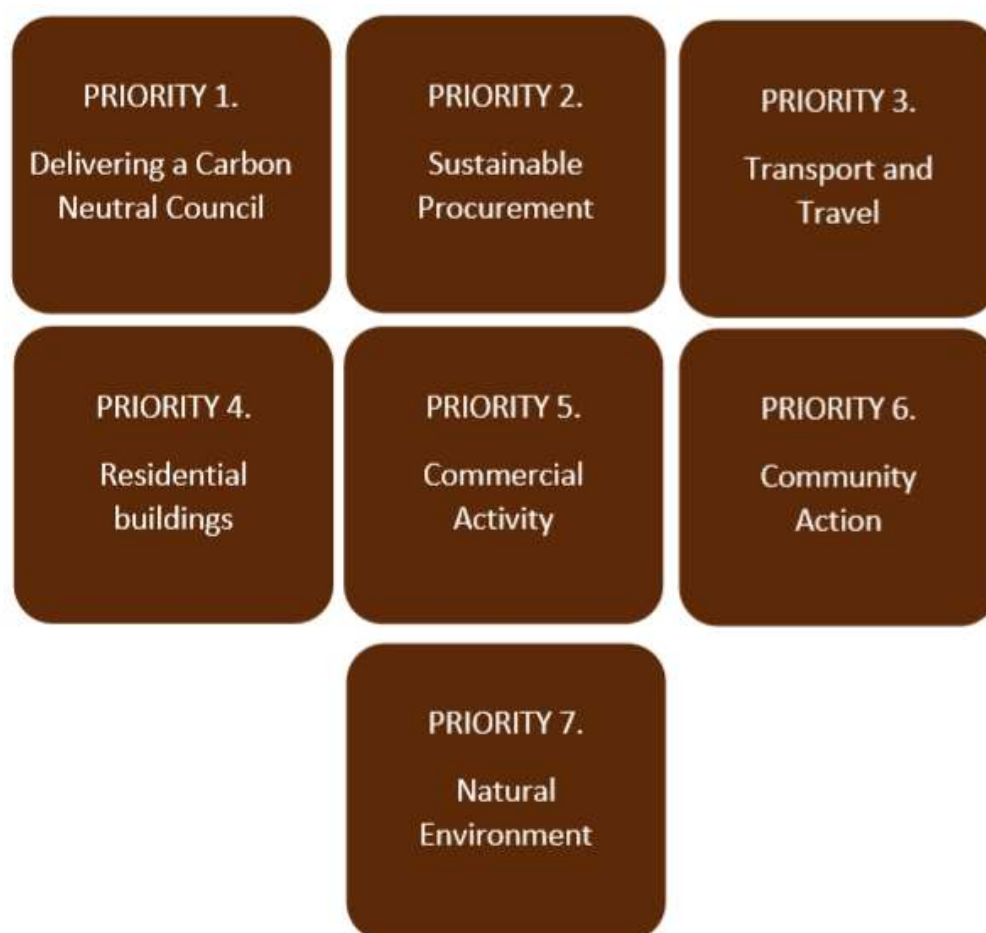 PRIORITY 1.
Delivering a Carbon
Neutral Council
PRIORITY 2.
Sustainable
Procurement
PRIORITY 3.
Transport and
Travel
PRIORITY 4.
Residential
buildings
PRIORITY 5.
Commercial
Activity
PRIORITY 6.
Community
Action
PRIORITY 7.
Natural
Environment